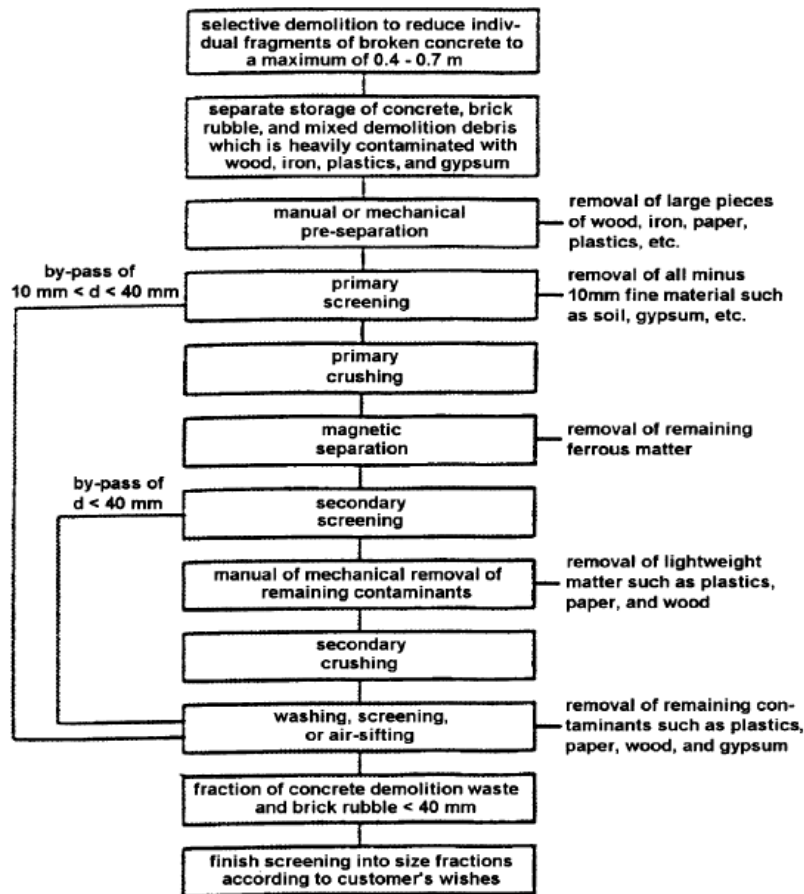 selective demolition to reduce indiv-
dual fragments of broken concrete to
a maximum of 0.4 - 0.7 m
separate storage of concrete, brick
rubble, and mixed demolition debris
which is heavily contaminated with
wood, iron, plastics, and gypsum
manual or mechanical
pre-separation
removal of large pieces
of wood, iron, paper,
plastics, etc.
by-pass of
10 mm < d < 40 mm
primary
screening
removal of all minus
10mm fine material such
as soil, gypsum, etc.
primary
crushing
magnetic
separation
removal of remaining
ferrous matter
by-pass of
d < 40 mm
secondary
screening
manual of mechanical removal of
remaining contaminants
removal of lightweight
matter such as plastics,
paper, and wood
secondary
crushing
washing, screening,
or air-sifting
removal of remaining con-
taminants such as plastics,
paper, wood, and gypsum
fraction of concrete demolition waste
and brick rubble < 40 mm
finish screening into size fractions
according to customer's wishes